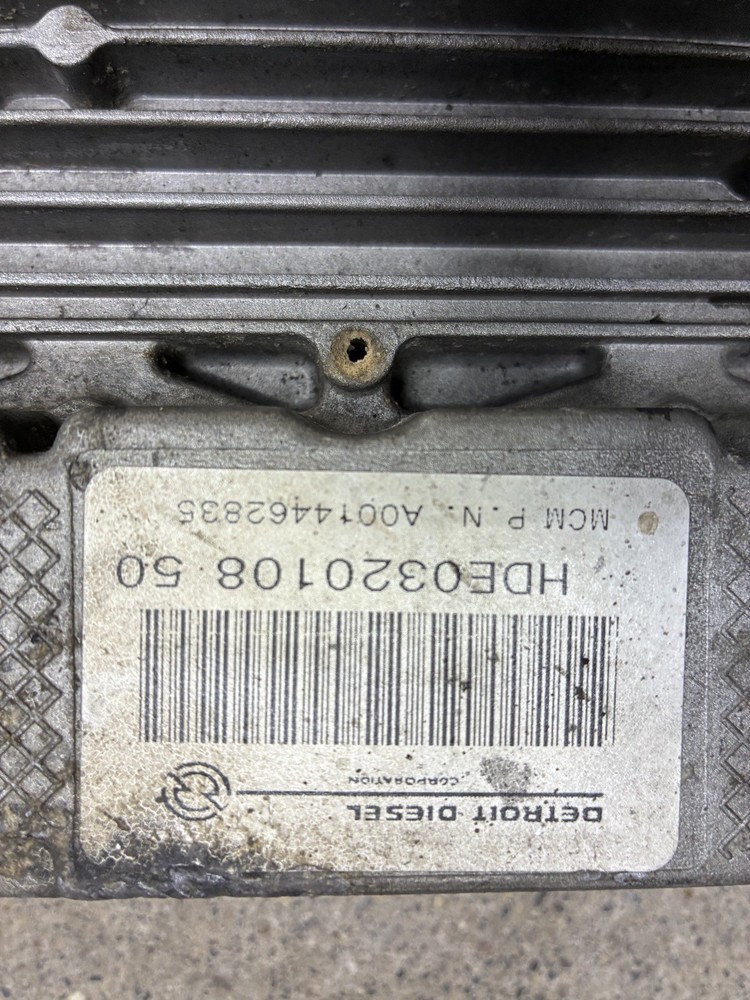 DETROIT DIESEL
CORPORATION
HDE0320108 50
MCM P.N. A0014462835